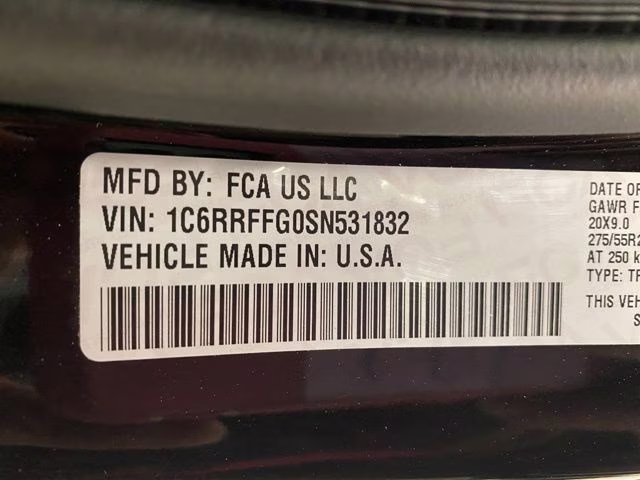 MFD BY: FCA US LLC
VIN: 1C6RRFFG0SN531832
VEHICLE MADE IN: U.S.A.
DATE OF
GAWR F
20X9.0
275/55R2
AT 250 k
TYPE: TR
THIS VEH
S